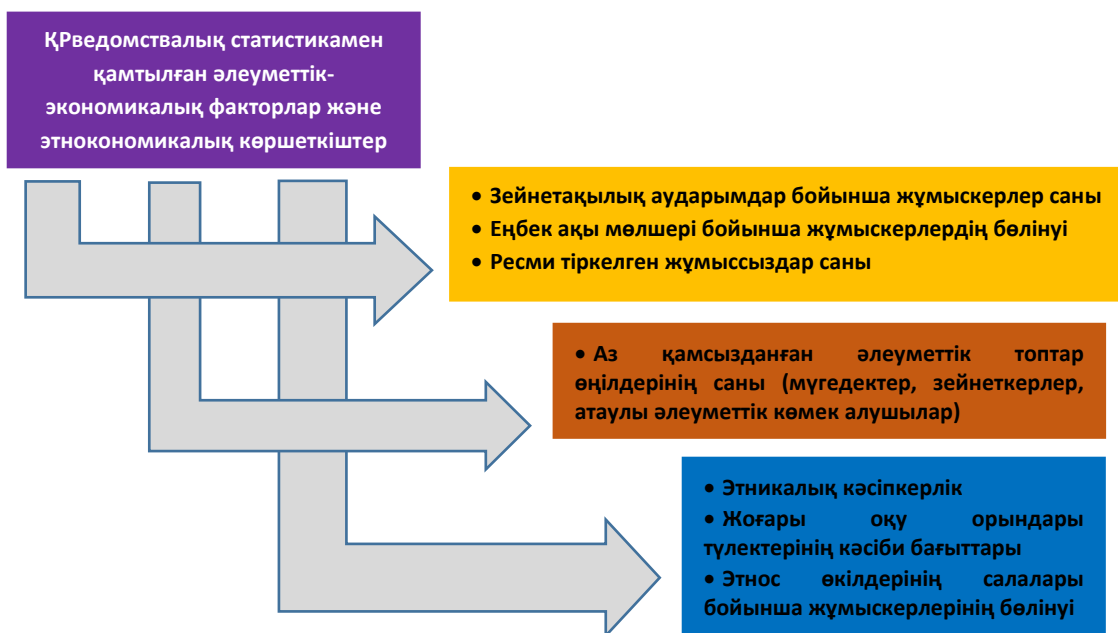 ҚРведомствалық статистикамен
қамтылған әлеуметтік-
экономикалық факторлар және
этнокономикалық көршеткіштер
• Зейнетақылық аударымдар бойынша жұмыскерлер саны
• Еңбек ақы мөлшері бойынша жұмыскерлердің бөлінуі
• Ресми тіркелген жұмыссыздар саны
• Аз қамсызданған әлеуметтік топтар
өңілдерінің саны (мүгедектер, зейнеткерлер,
атаулы әлеуметтік көмек алушылар)
• Этникалық кәсіпкерлік
• Жоғары оқу орындары
түлектерінің кәсіби бағыттары
• Этнос өкілдерінің салалары
бойынша жұмыскерлерінің бөлінуі